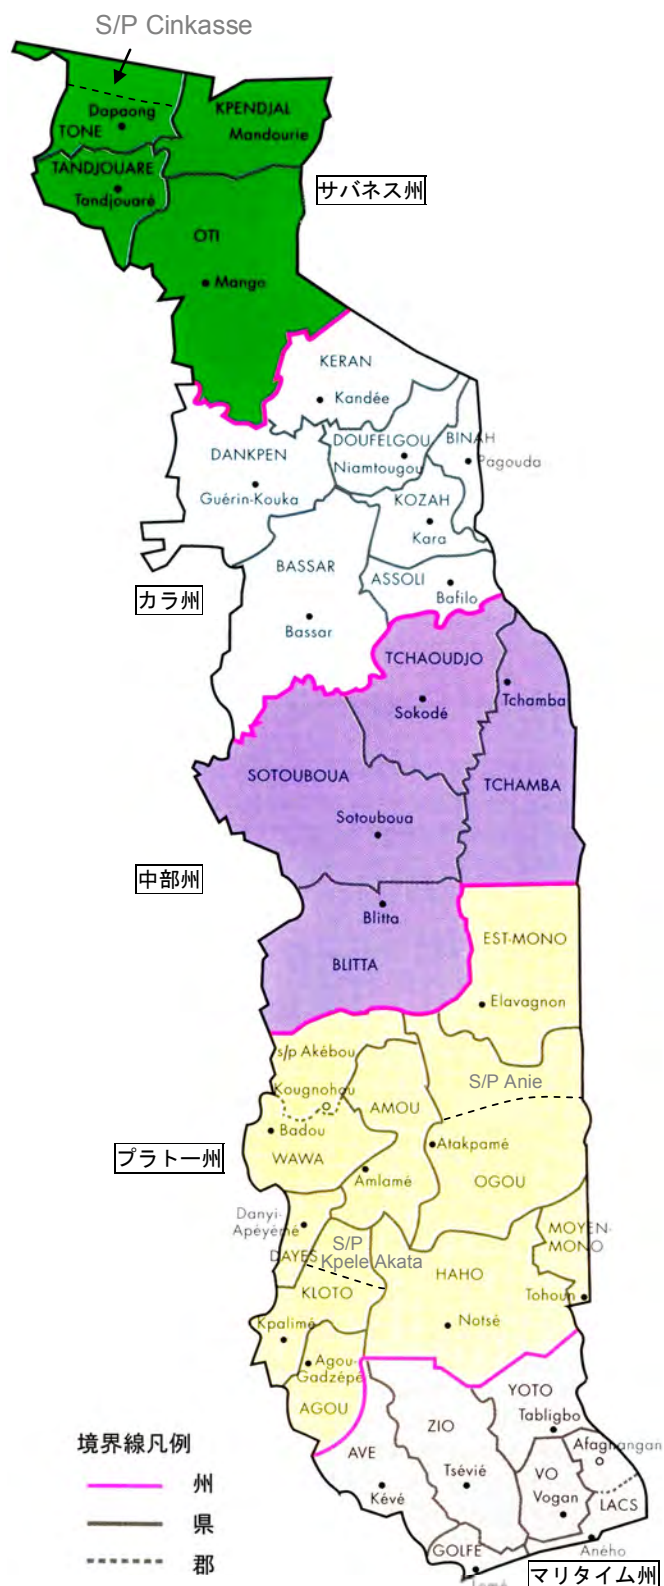 S/P Cinkasse
KPENDJAL
Dapaong
Mandourie
TONE
TANDJOUARE
Tandjouaré
サバネス州
OTI
Mango
KERAN
Kandée
DOUFELGOU
BINAH
DANKPEN
Niamtougou
Pagouda
Guérin-Kouka
KOZAH
Kara
BASSAR
ASSOLI
Bafilo
カラ州
Bassar
TCHAOUDJO
Tchamba
Sokodé
SOTOUBOUA
TCHAMBA
Sotouboua
中部州
Blitta
EST-MONO
BLITTA
Elavagnon
s/p Akébou
S/P Anie
Kougnohou
AMOU
Badou
Atakpamé
プラトー州
WAWA
Amlamé
OGOU
Danyi-
Apéyémé
MOYEN-
MONO
DAYES
S/P
Kpele Akata
HAHO
KLOTO
Tohoun
Kpalimé
Notsé
Agou-
Gadzépé
AGOU
YOTO
Tabligbo
ZIO
境界線凡例
AVE
Afagnangan
州
Tsévié
VO
Kévé
Vogan
LACS
県
GOLFE
Aného
郡
Lomé
マリタイム州